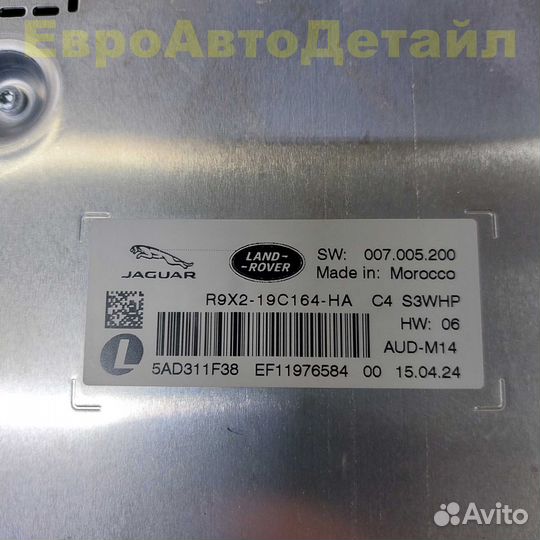 ЕвроАвтоДетайл
JAGUAR
LAND ROVER
SW: 007.005.200
Made in: Morocco
R9X2-19C164-HA C4 S3WHP
HW: 06
L
AUD-M14
5AD311F38 EF11976584 00 15.04.24
Avito